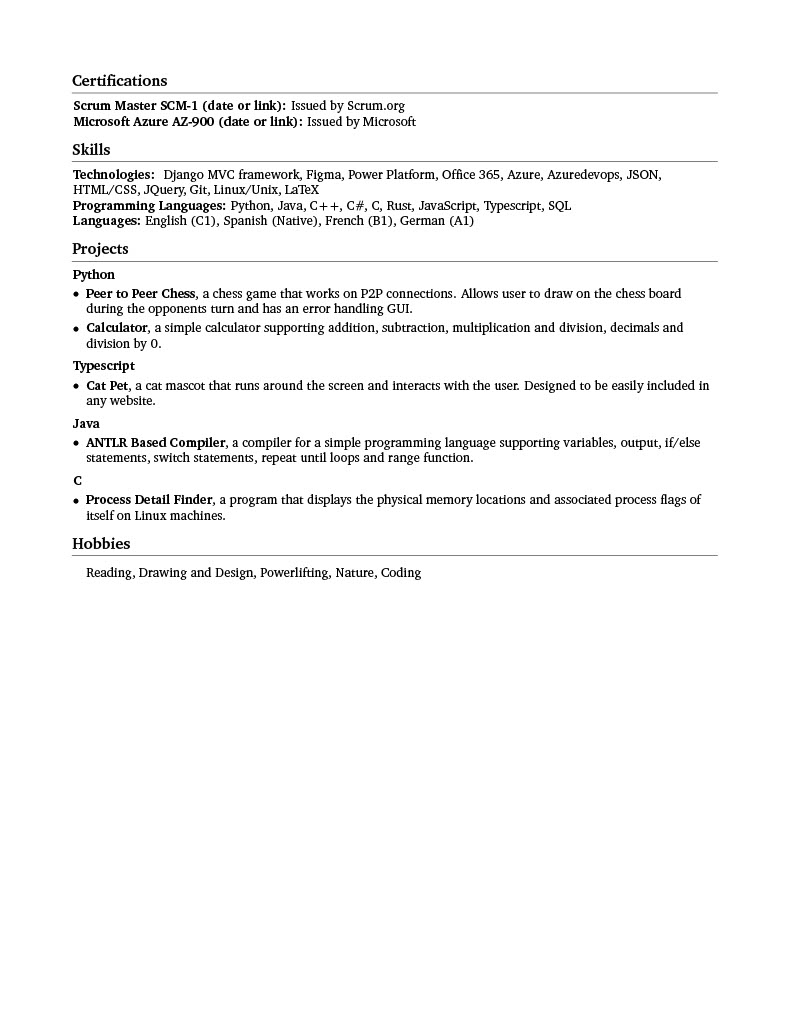 Certifications
Scrum Master SCM-1 (date or link): Issued by Scrum.org
Microsoft Azure AZ-900 (date or link): Issued by Microsoft
Skills
Technologies: Django MVC framework, Figma, Power Platform, Office 365, Azure, Azuredevops, JSON,
HTML/CSS, JQuery, Git, Linux/Unix, LaTeX
Programming Languages: Python, Java, C++, C#, C, Rust, JavaScript, Typescript, SQL
Languages: English (C1), Spanish (Native), French (B1), German (A1)
Projects
Python
• Peer to Peer Chess, a chess game that works on P2P connections. Allows user to draw on the chess board
during the opponents turn and has an error handling GUI.
• Calculator, a simple calculator supporting addition, subtraction, multiplication and division, decimals and
division by 0.
Typescript
• Cat Pet, a cat mascot that runs around the screen and interacts with the user. Designed to be easily included in
any website.
Java
• ANTLR Based Compiler, a compiler for a simple programming language supporting variables, output, if/else
statements, switch statements, repeat until loops and range function.
C
• Process Detail Finder, a program that displays the physical memory locations and associated process flags of
itself on Linux machines.
Hobbies
Reading, Drawing and Design, Powerlifting, Nature, Coding